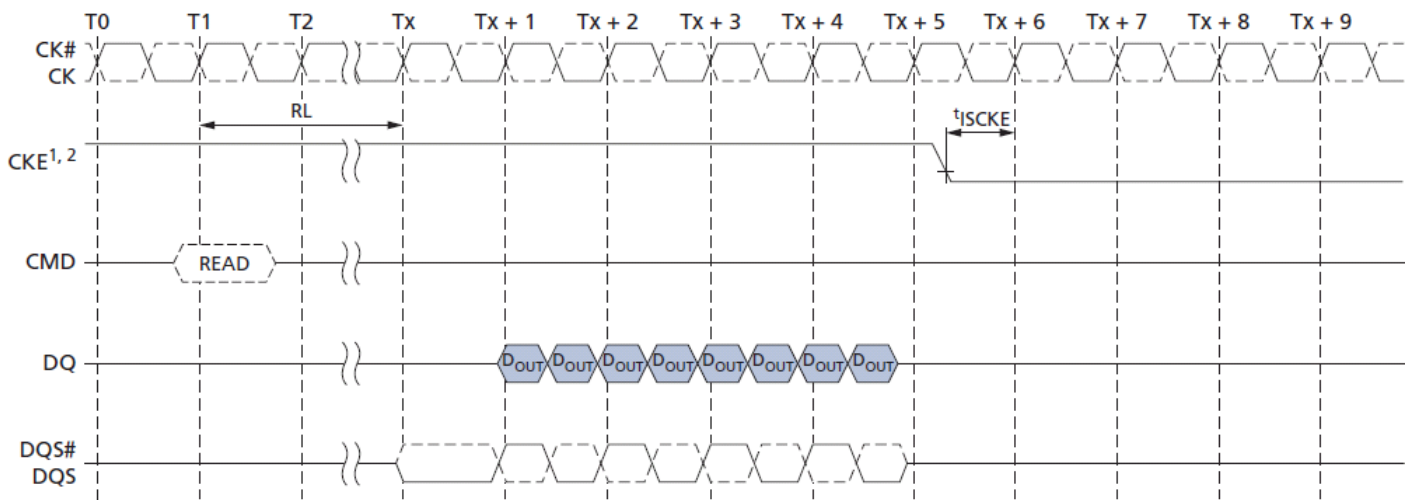 T0 T1 T2 Tx Tx + 1 Tx + 2 Tx + 3 Tx + 4 Tx + 5 Tx + 6 Tx + 7 Tx + 8 Tx + 9
CK#
CK
RL
tISCKE
CKE1, 2
CMD READ
DQ DOUT DOUT DOUT DOUT DOUT DOUT DOUT DOUT
DQS#
DQS